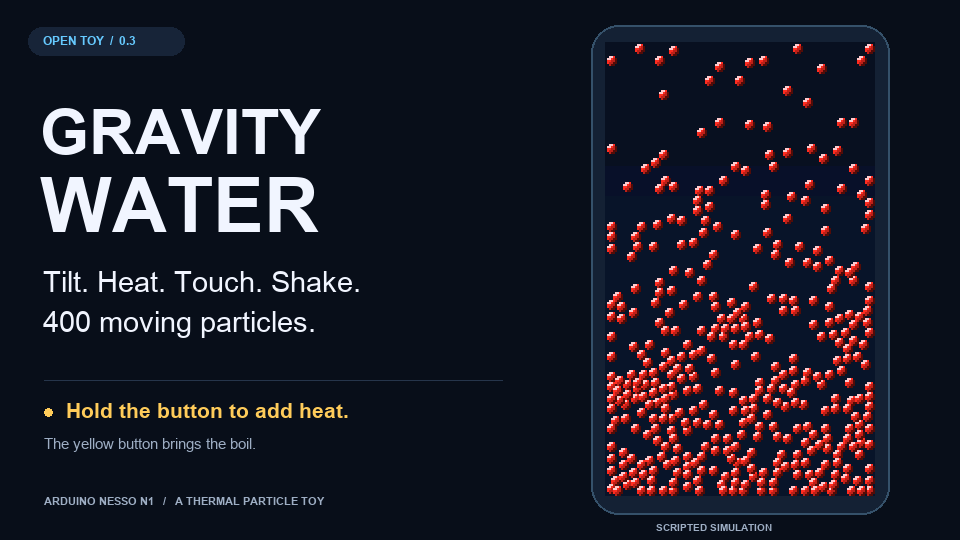 OPEN TOY / 0.3
GRAVITY
WATER
Tilt. Heat. Touch. Shake.
400 moving particles.
Hold the button to add heat.
The yellow button brings the boil.
ARDUINO NESSO N1 / A THERMAL PARTICLE TOY
SCRIPTED SIMULATION